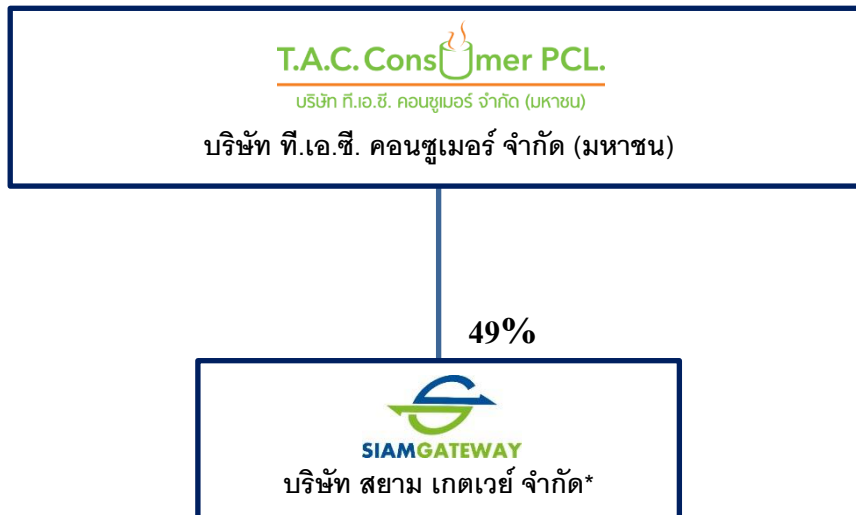 T.A.C. Consumer PCL.
บริษัท ที.เอ.ซี. คอนซูเมอร์ จำกัด (มหาชน)
บริษัท ที.เอ.ซี. คอนซูเมอร์ จำกัด (มหาชน)
49%
SIAMGATEWAY
บริษัท สยาม เกตเวย์ จำกัด*